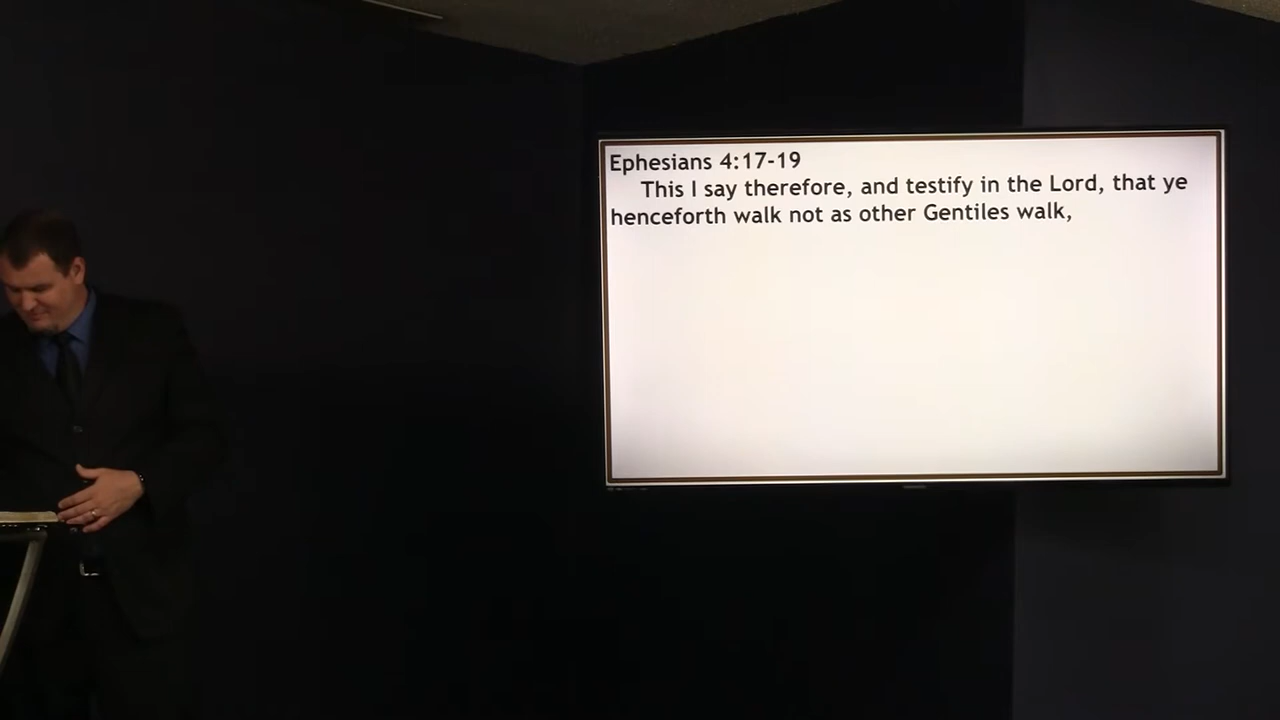 Ephesians 4:17-19
This I say therefore, and testify in the Lord, that ye
henceforth walk not as other Gentiles walk,